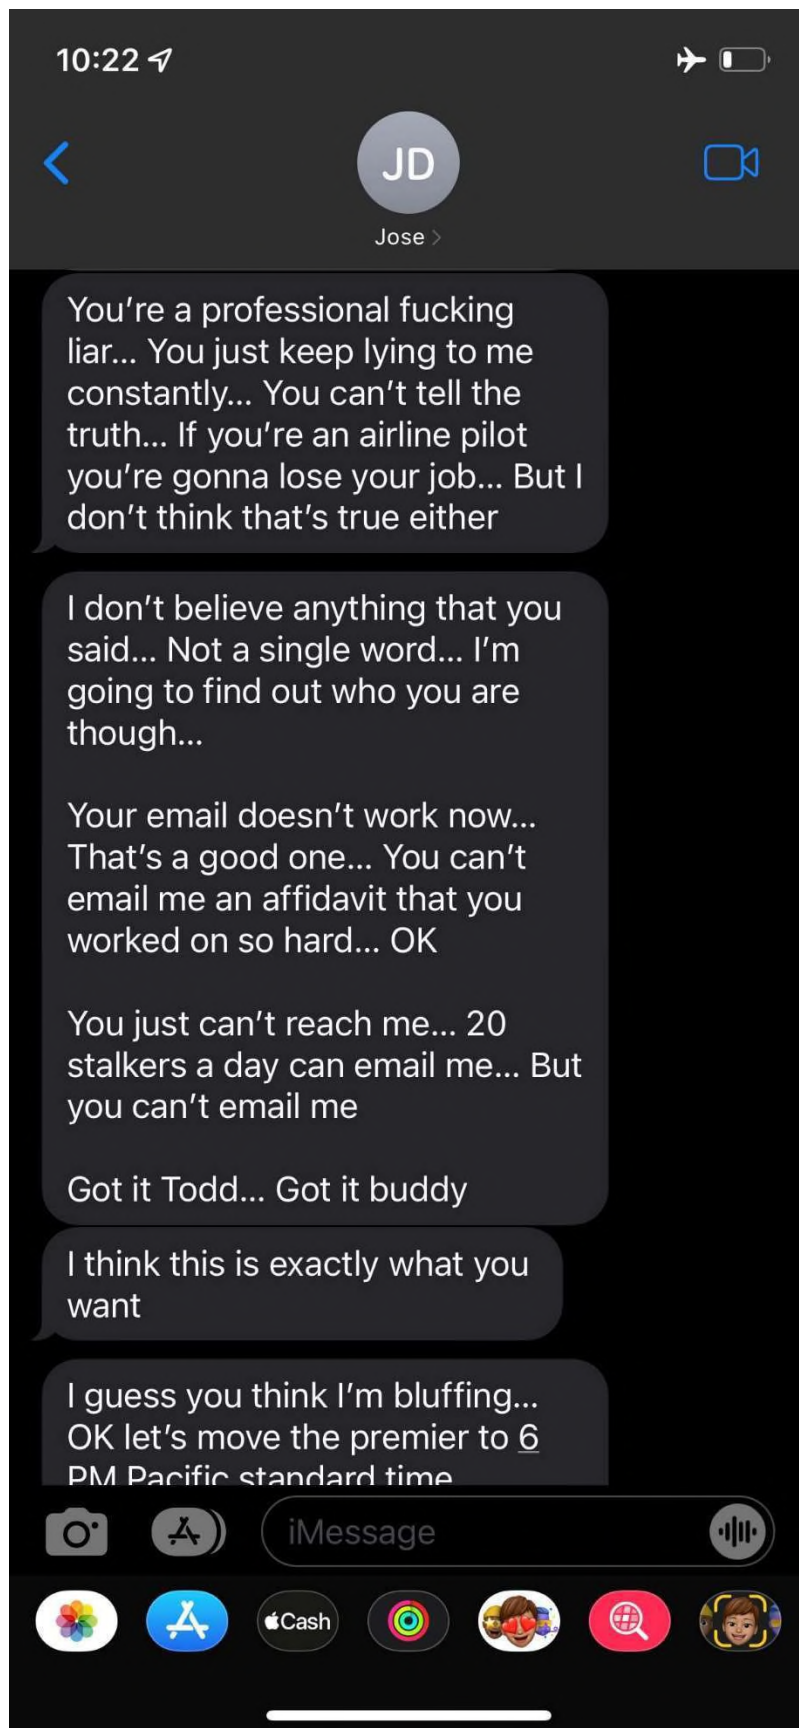 10:22
JD
Jose
You're a professional fucking
liar... You just keep lying to me
constantly... You can't tell the
truth... If you're an airline pilot
you're gonna lose your job... But I
don't think that's true either
I don't believe anything that you
said... Not a single word... I'm
going to find out who you are
though...
Your email doesn't work now...
That's a good one... You can't
email me an affidavit that you
worked on so hard... OK
You just can't reach me... 20
stalkers a day can email me... But
you can't email me
Got it Todd... Got it buddy
I think this is exactly what you
want
I guess you think I'm bluffing...
OK let's move the premier to 6
PM Pacific standard time
iMessage
Cash